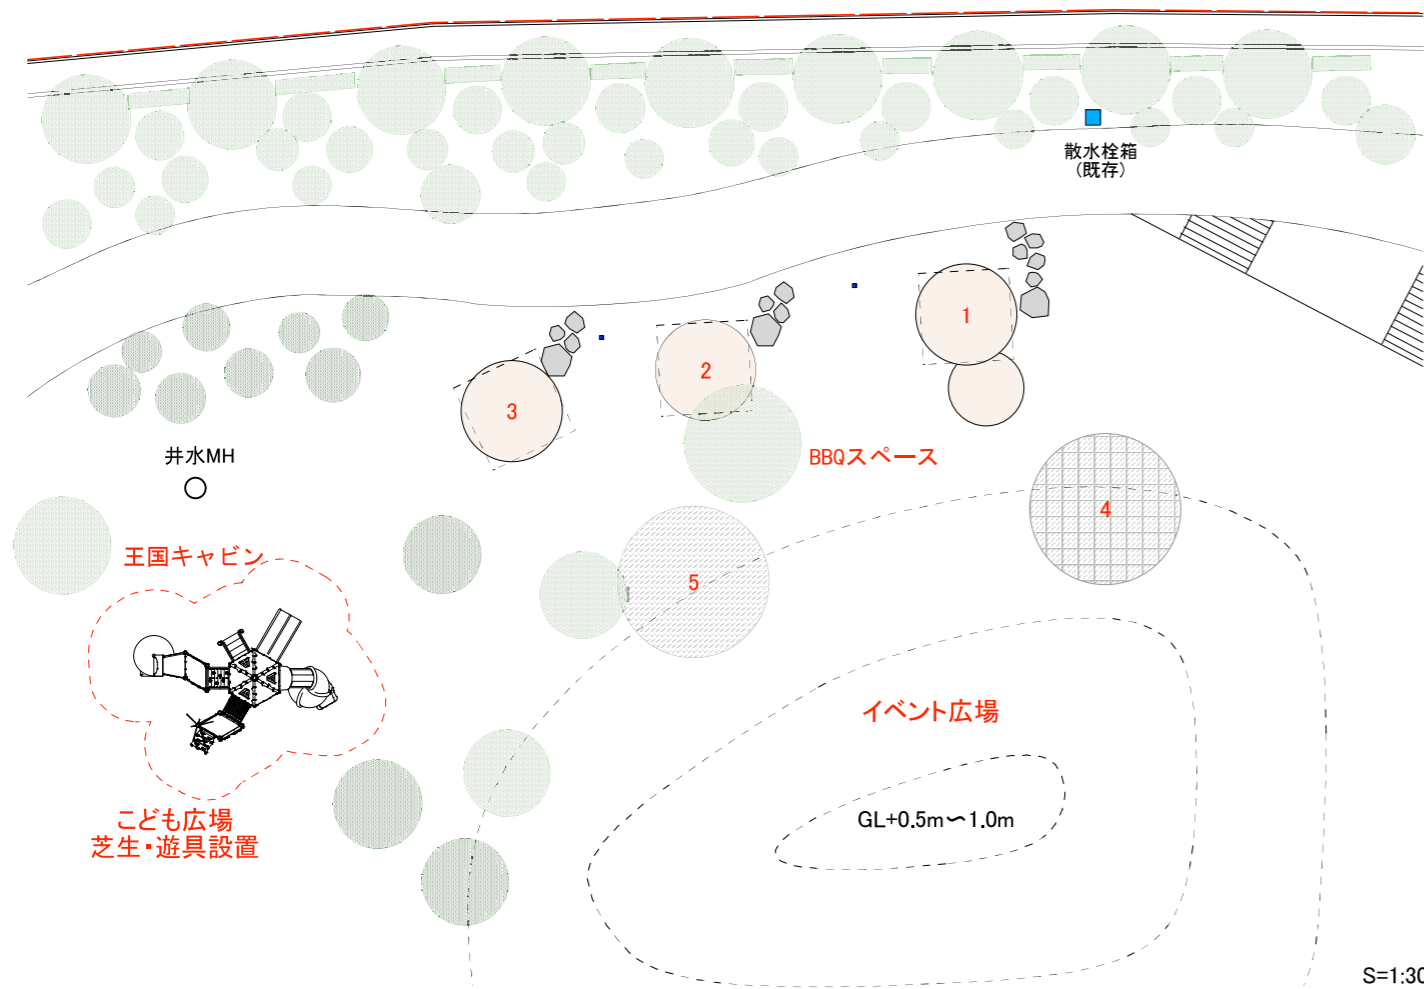 散水栓箱
(既存)
1
2
3
井水MH
BBQスペース
4
王国キャビン
5
イベント広場
こども広場
芝生・遊具設置
GL+0.5m～1.0m
S=1:30